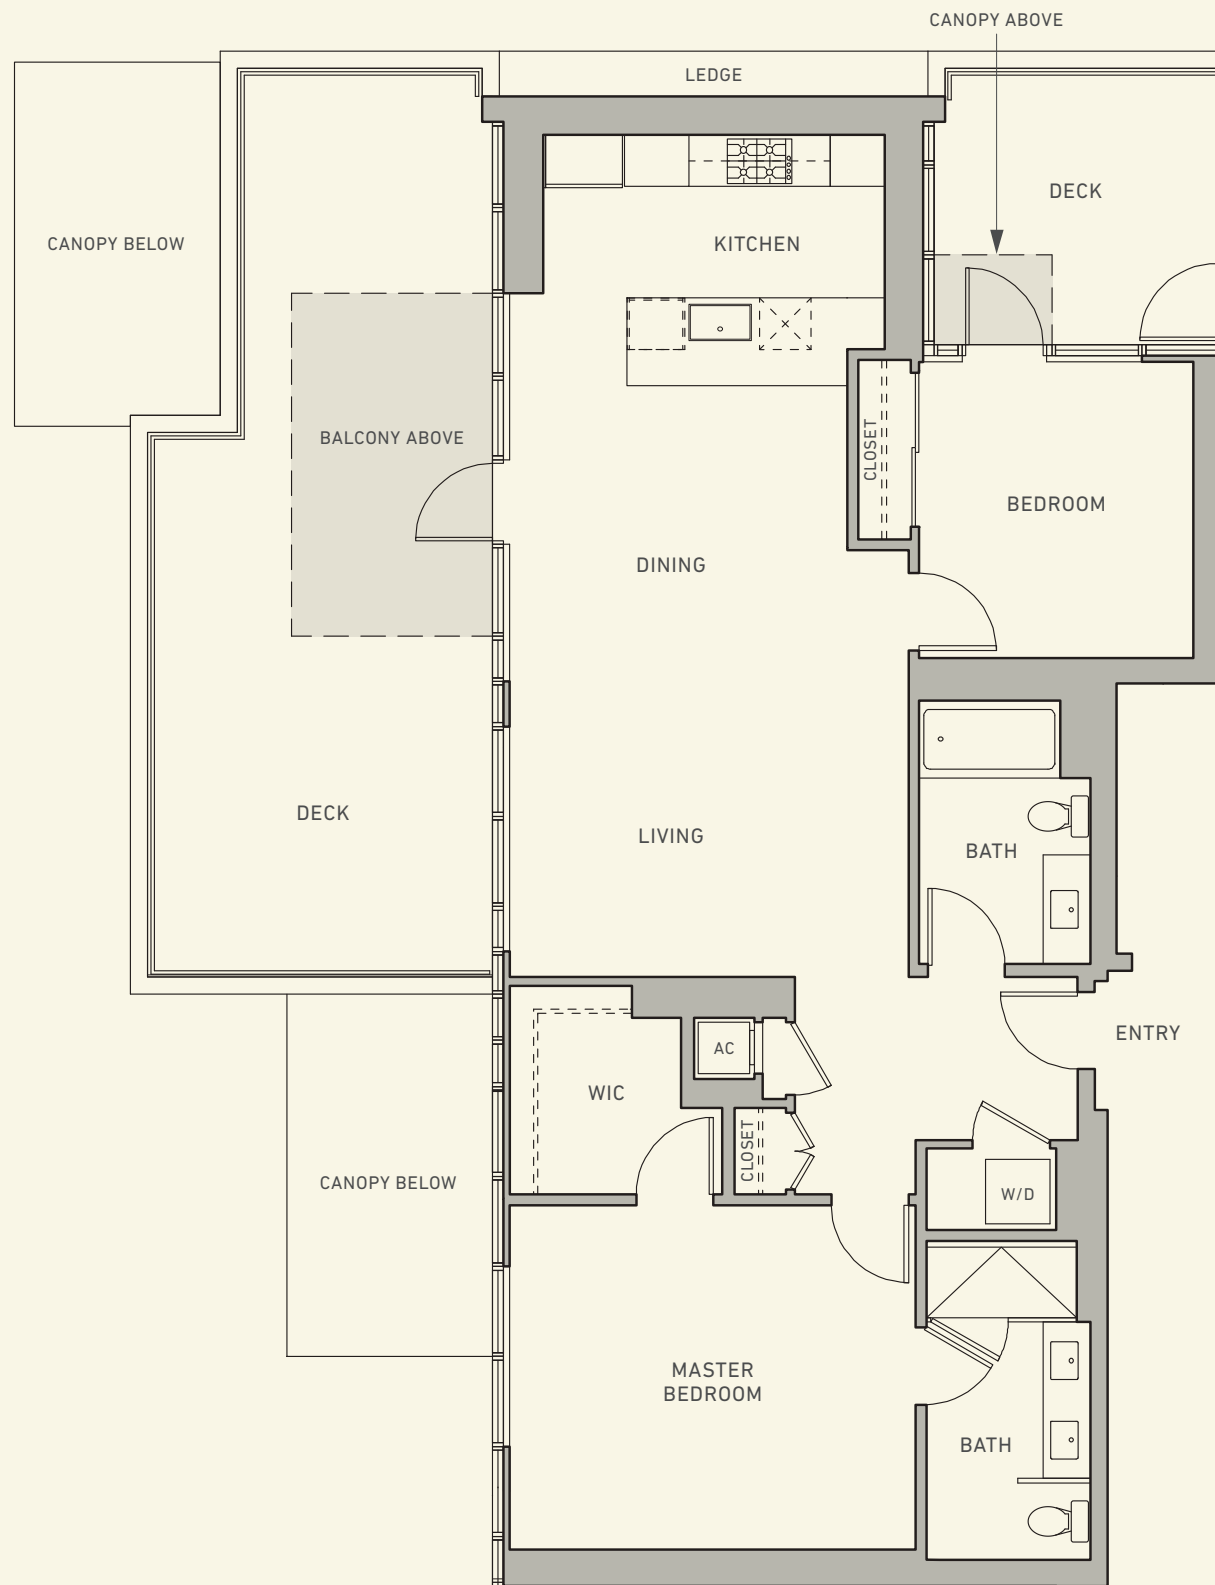 CANOPY ABOVE
LEDGE
DECK
CANOPY BELOW
KITCHEN
BALCONY ABOVE
CLOSET
BEDROOM
DINING
DECK
LIVING
BATH
ENTRY
AC
WIC
CLOSET
CANOPY BELOW
W/D
MASTER
BEDROOM
BATH